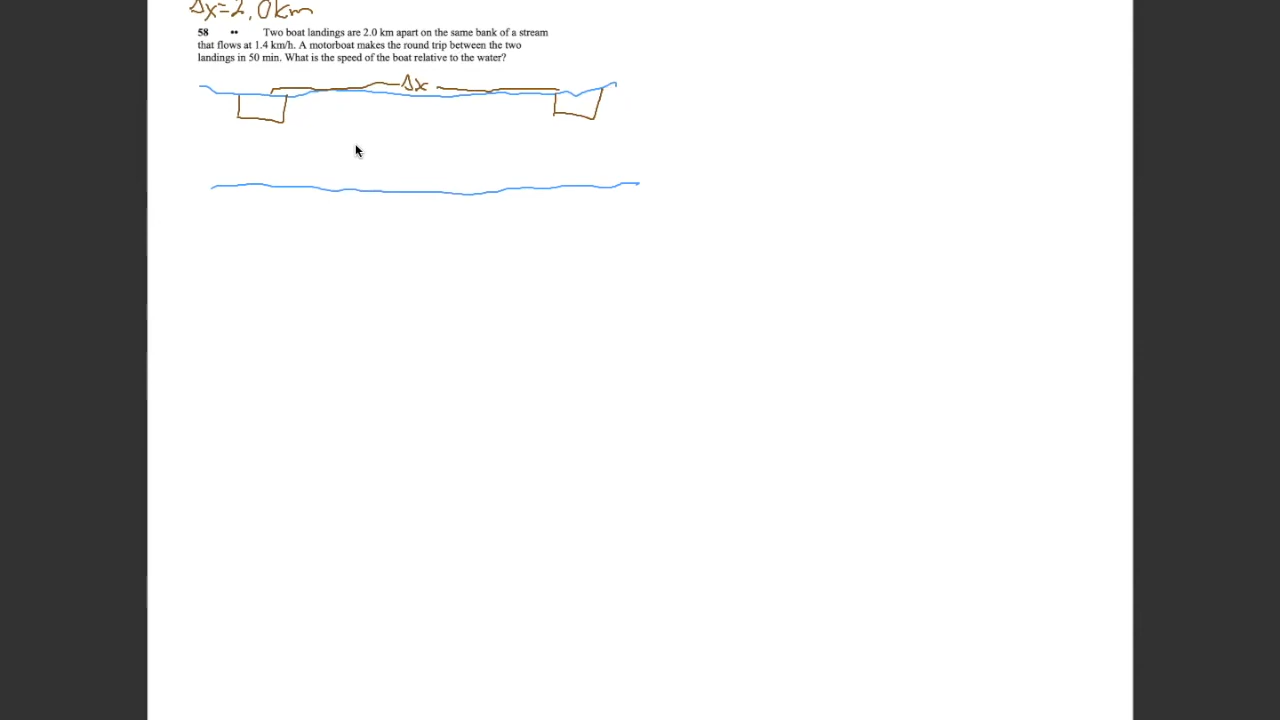 Δx=2.0km
58 •• Two boat landings are 2.0 km apart on the same bank of a stream
that flows at 1.4 km/h. A motorboat makes the round trip between the two
landings in 50 min. What is the speed of the boat relative to the water?
Δx